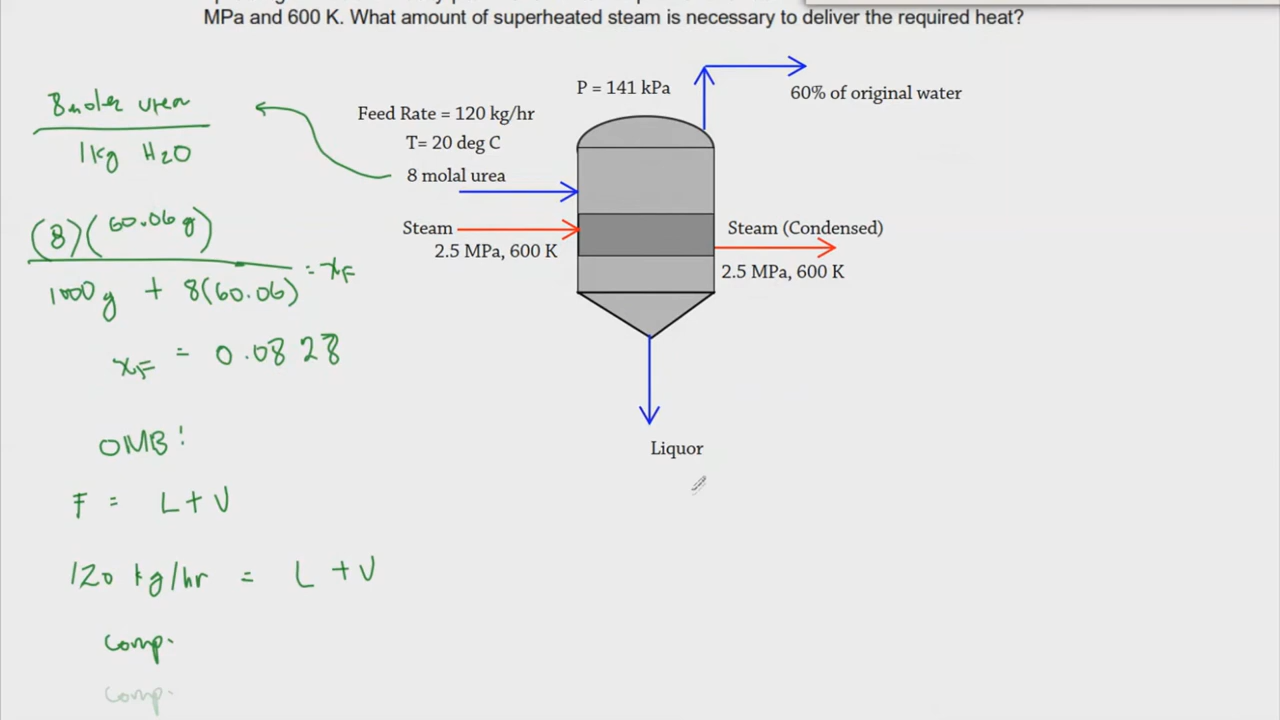 MPa and 600 K. What amount of superheated steam is necessary to deliver the required heat?
P = 141 kPa
60% of original water
Feed Rate = 120 kg/hr
T= 20 deg C
8 molal urea
Steam
2.5 MPa, 600 K
Steam (Condensed)
2.5 MPa, 600 K
Liquor
8 moles urea
1 kg H2O
(8)(60.06 g)
1000 g + 8(60.06) = xF
xF = 0.0828
OMB:
F = L + V
120 kg/hr = L + V
comp.
comp.